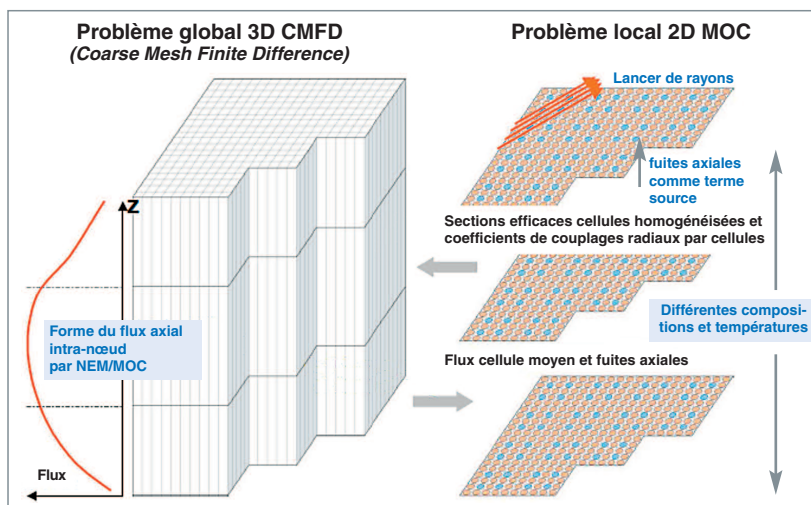 Problème global 3D CMFD
(Coarse Mesh Finite Difference)
Problème local 2D MOC
Lancer de rayons
fuites axiales
comme terme
source
Z
Sections efficaces cellules homogénéisées et
coefficients de couplages radiaux par cellules
Forme du flux axial
intra-nœud
par NEM/MOC
Différentes composi-
tions et températures
Flux cellule moyen et fuites axiales
Flux